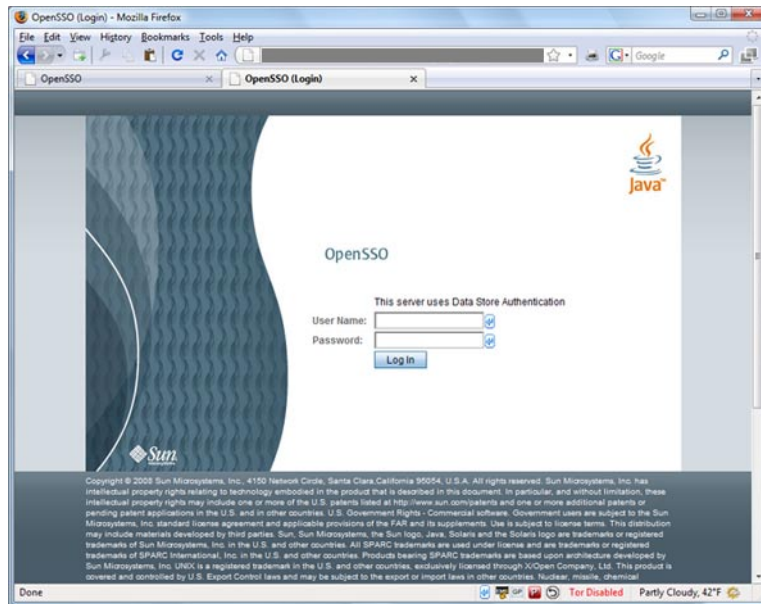 OpenSSO (Login) - Mozilla Firefox
File Edit View History Bookmarks Tools Help
Google
OpenSSO
OpenSSO (Login)
Java™
OpenSSO
This server uses Data Store Authentication
User Name:
Password:
Log In
Sun
Microsystems
Copyright © 2008 Sun Microsystems, Inc., 4150 Network Circle, Santa Clara,California 95054, U.S.A. All rights reserved. Sun Microsystems, Inc. has
intellectual property rights relating to technology embodied in the product that is described in this document. In particular, and without limitation, these
intellectual property rights may include one or more of the U.S. patents listed at http://www.sun.com/patents and one or more additional patents or
pending patent applications in the U.S. and in other countries. U.S. Government Rights - Commercial software. Government users are subject to the Sun
Microsystems, Inc. standard license agreement and applicable provisions of the FAR and its supplements. Use is subject to license terms. This distribution
may include materials developed by third parties. Sun, Sun Microsystems, the Sun logo, Java, Solaris and the Solaris logo are trademarks or registered
trademarks of Sun Microsystems, Inc. in the U.S. and other countries. All SPARC trademarks are used under license and are trademarks or registered
trademarks of SPARC International, Inc. in the U.S. and other countries. Products bearing SPARC trademarks are based upon architecture developed by
Sun Microsystems, Inc. UNIX is a registered trademark in the U.S. and other countries, exclusively licensed through X/Open Company, Ltd. This product is
covered and controlled by U.S. Export Control laws and may be subject to the export or import laws in other countries. Nuclear, missile, chemical
Done
GP
Tor Disabled
Partly Cloudy, 42°F